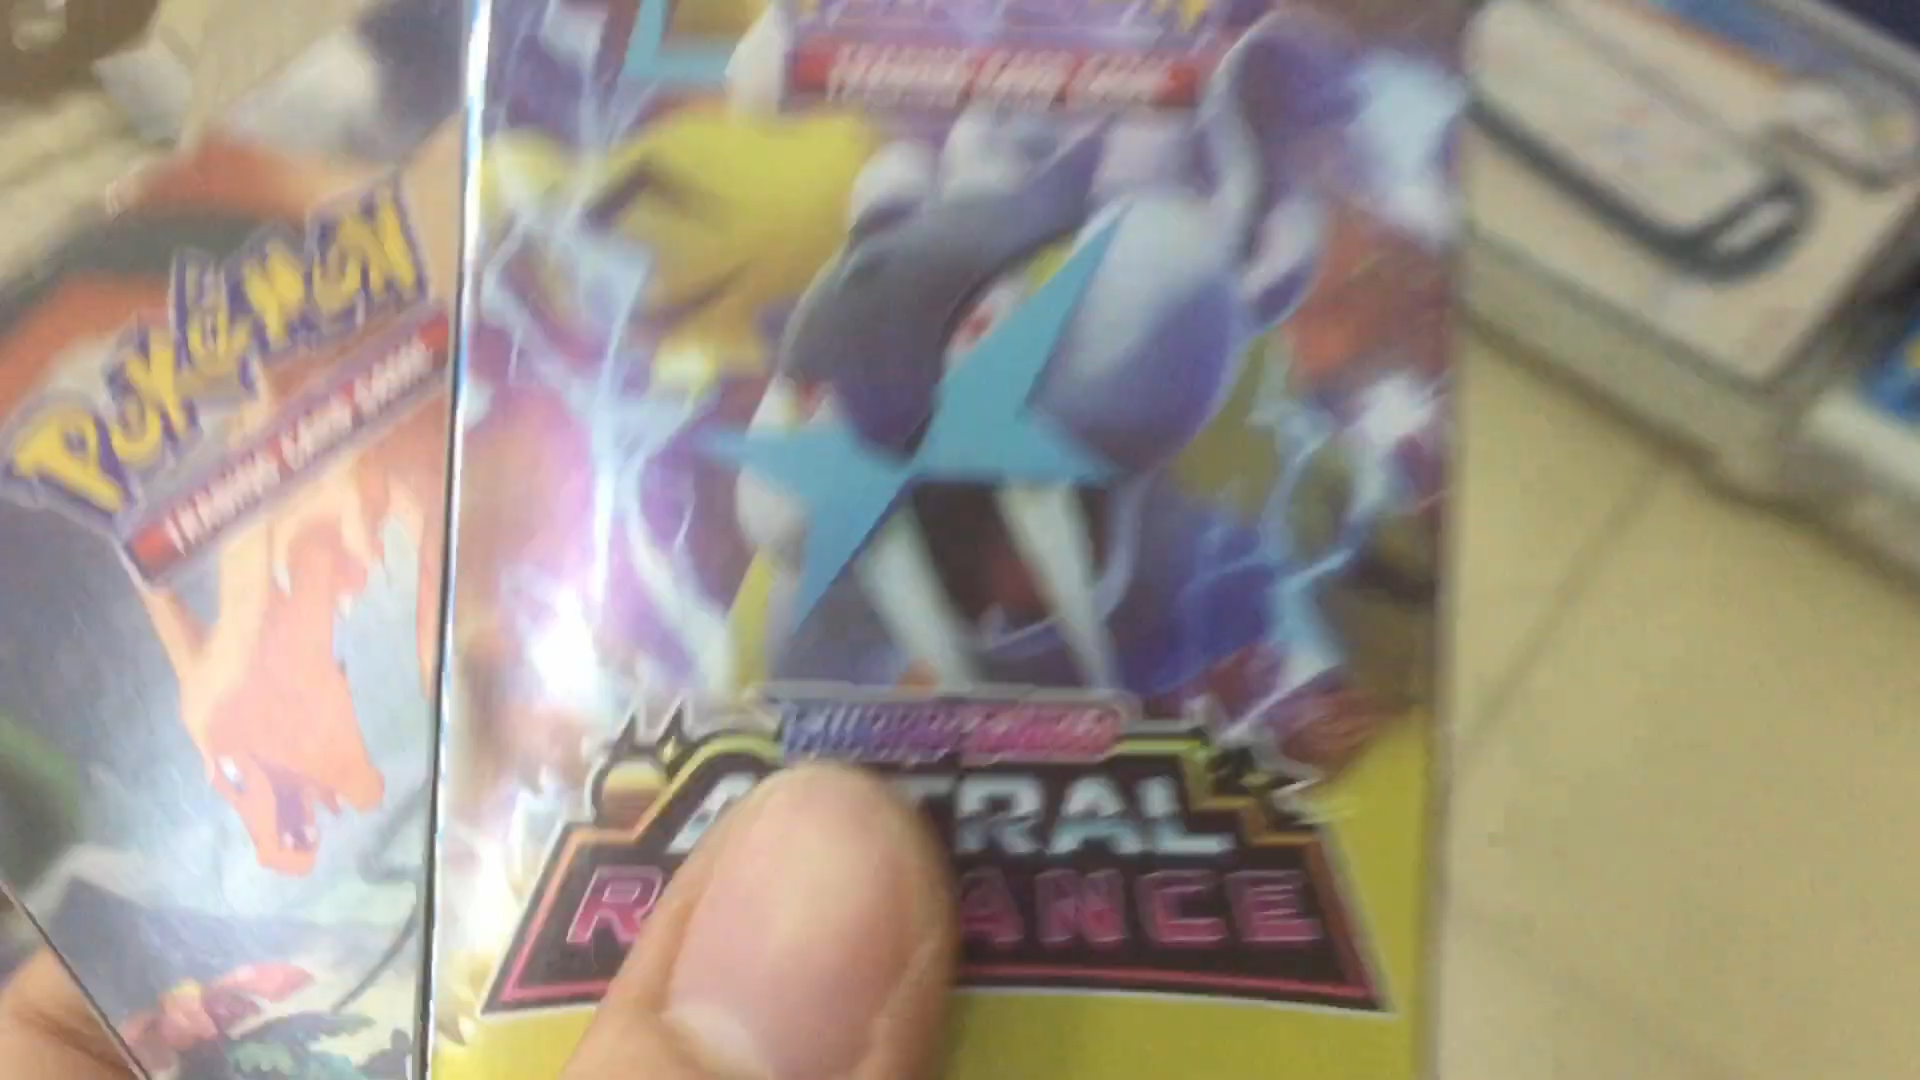 Pokémon
TRADING CARD GAME
TRADING CARD GAME
ASTRAL
RADIANCE